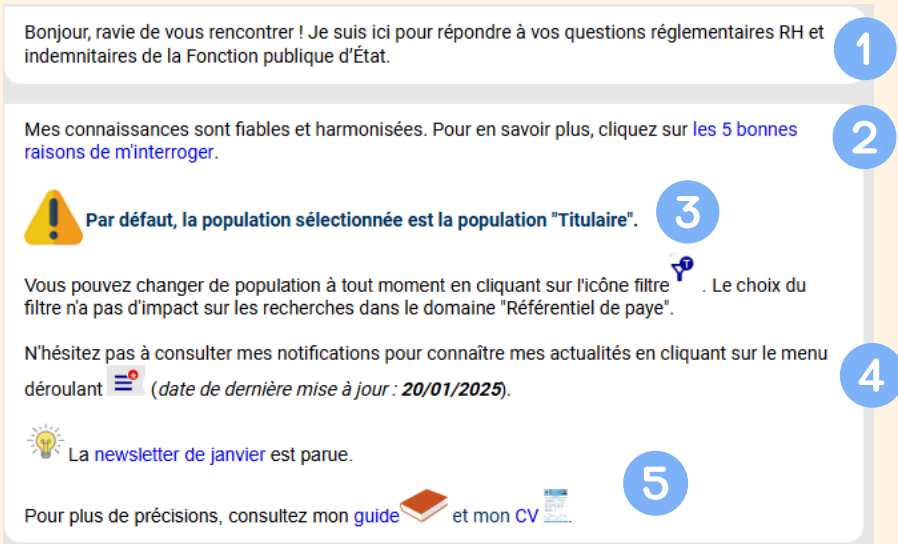 Bonjour, ravie de vous rencontrer ! Je suis ici pour répondre à vos questions réglementaires RH et
indemnitaires de la Fonction publique d'État.
1
Mes connaissances sont fiables et harmonisées. Pour en savoir plus, cliquez sur les 5 bonnes
raisons de m'interroger.
2
Par défaut, la population sélectionnée est la population "Titulaire".
3
Vous pouvez changer de population à tout moment en cliquant sur l'icône filtre T . Le choix du
filtre n'a pas d'impact sur les recherches dans le domaine "Référentiel de paye".
N'hésitez pas à consulter mes notifications pour connaître mes actualités en cliquant sur le menu
déroulant (date de dernière mise à jour : 20/01/2025).
4
La newsletter de janvier est parue.
5
Pour plus de précisions, consultez mon guide et mon CV .